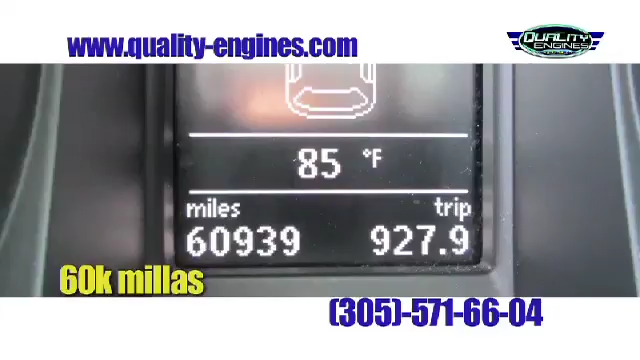 www.quality-engines.com
QUALITY
ENGINES
85 °F
miles trip
60939 927.9
60k millas
(305)-571-66-04